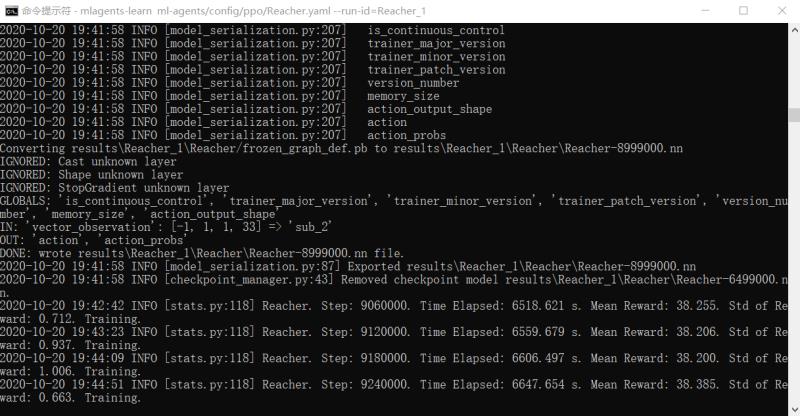 命令提示符 - mlagents-learn  ml-agents/config/ppo/Reacher.yaml --run-id=Reacher_1
2020-10-20 19:41:58 INFO [model_serialization.py:207]   is_continuous_control
2020-10-20 19:41:58 INFO [model_serialization.py:207]   trainer_major_version
2020-10-20 19:41:58 INFO [model_serialization.py:207]   trainer_minor_version
2020-10-20 19:41:58 INFO [model_serialization.py:207]   trainer_patch_version
2020-10-20 19:41:58 INFO [model_serialization.py:207]   version_number
2020-10-20 19:41:58 INFO [model_serialization.py:207]   memory_size
2020-10-20 19:41:58 INFO [model_serialization.py:207]   action_output_shape
2020-10-20 19:41:58 INFO [model_serialization.py:207]   action
2020-10-20 19:41:58 INFO [model_serialization.py:207]   action_probs
Converting results\Reacher_1\Reacher/frozen_graph_def.pb to results\Reacher_1\Reacher\Reacher-8999000.nn
IGNORED: Cast unknown layer
IGNORED: Shape unknown layer
IGNORED: StopGradient unknown layer
GLOBALS: 'is_continuous_control', 'trainer_major_version', 'trainer_minor_version', 'trainer_patch_version', 'version_nu
mber', 'memory_size', 'action_output_shape'
IN: 'vector_observation': [-1, 1, 1, 33] => 'sub_2'
OUT: 'action', 'action_probs'
DONE: wrote results\Reacher_1\Reacher\Reacher-8999000.nn file.
2020-10-20 19:41:58 INFO [model_serialization.py:87] Exported results\Reacher_1\Reacher\Reacher-8999000.nn
2020-10-20 19:41:58 INFO [checkpoint_manager.py:43] Removed checkpoint model results\Reacher_1\Reacher\Reacher-6499000.n
n.
2020-10-20 19:42:42 INFO [stats.py:118] Reacher. Step: 9060000. Time Elapsed: 6518.621 s. Mean Reward: 38.255. Std of Re
ward: 0.712. Training.
2020-10-20 19:43:23 INFO [stats.py:118] Reacher. Step: 9120000. Time Elapsed: 6559.679 s. Mean Reward: 38.206. Std of Re
ward: 0.937. Training.
2020-10-20 19:44:09 INFO [stats.py:118] Reacher. Step: 9180000. Time Elapsed: 6606.497 s. Mean Reward: 38.200. Std of Re
ward: 1.006. Training.
2020-10-20 19:44:51 INFO [stats.py:118] Reacher. Step: 9240000. Time Elapsed: 6647.654 s. Mean Reward: 38.385. Std of Re
ward: 0.663. Training.